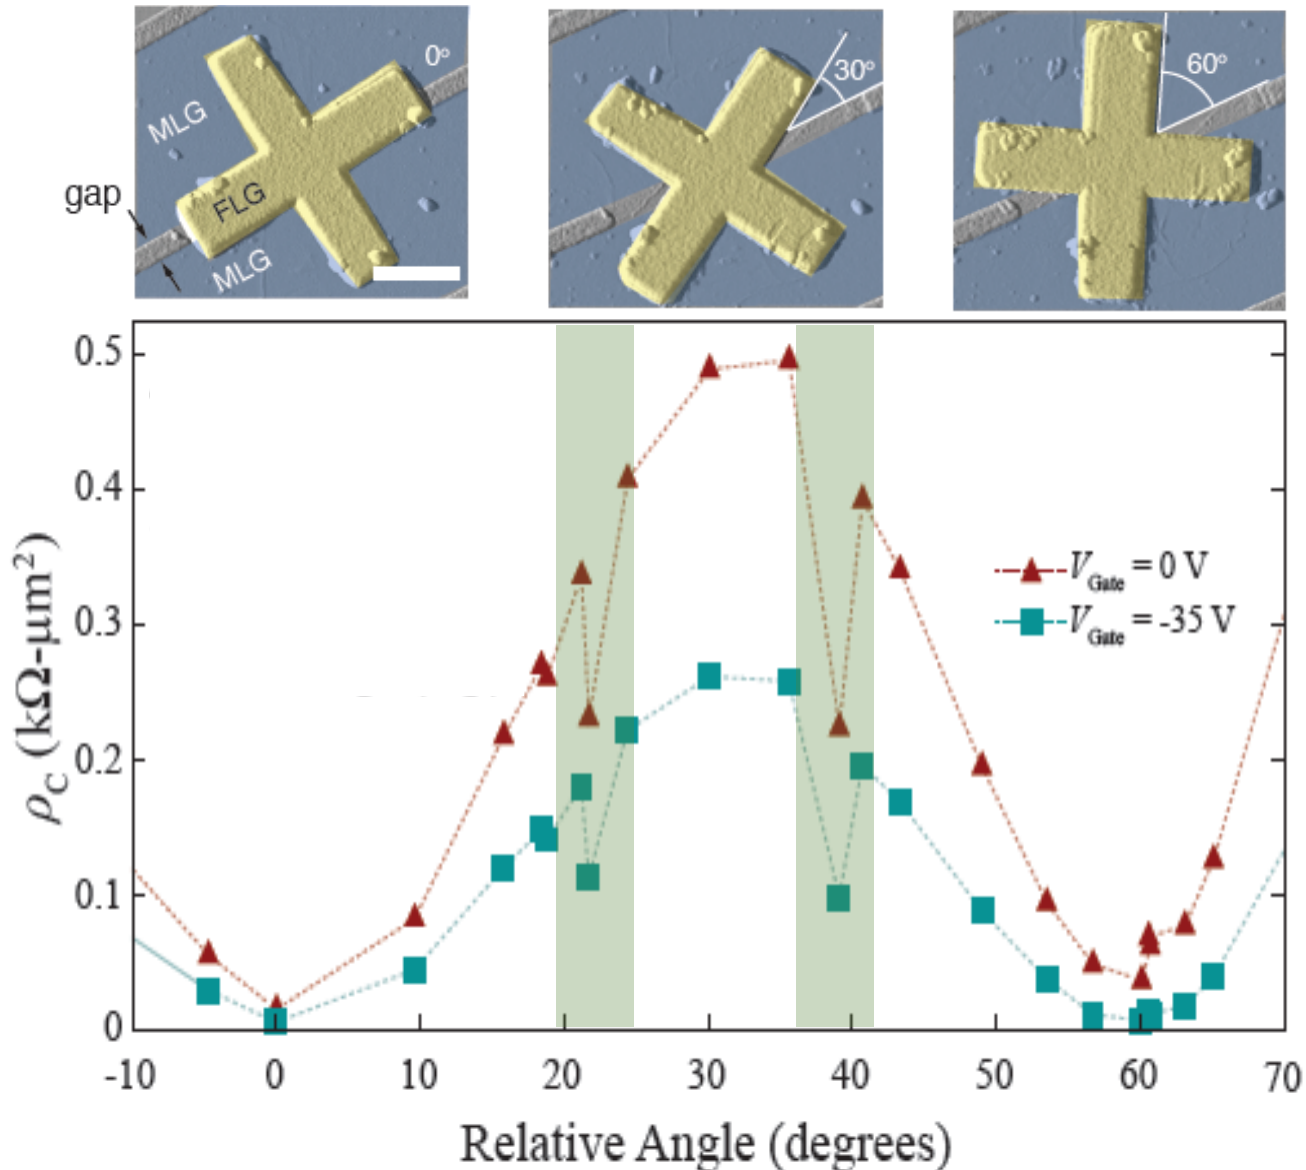 0°
MLG
FLG
gap
MLG
30°
60°
0.5
0.4
0.3
0.2
0.1
0
ρC (kΩ-μm²)
VGate = 0 V
VGate = -35 V
-10 0 10 20 30 40 50 60 70
Relative Angle (degrees)